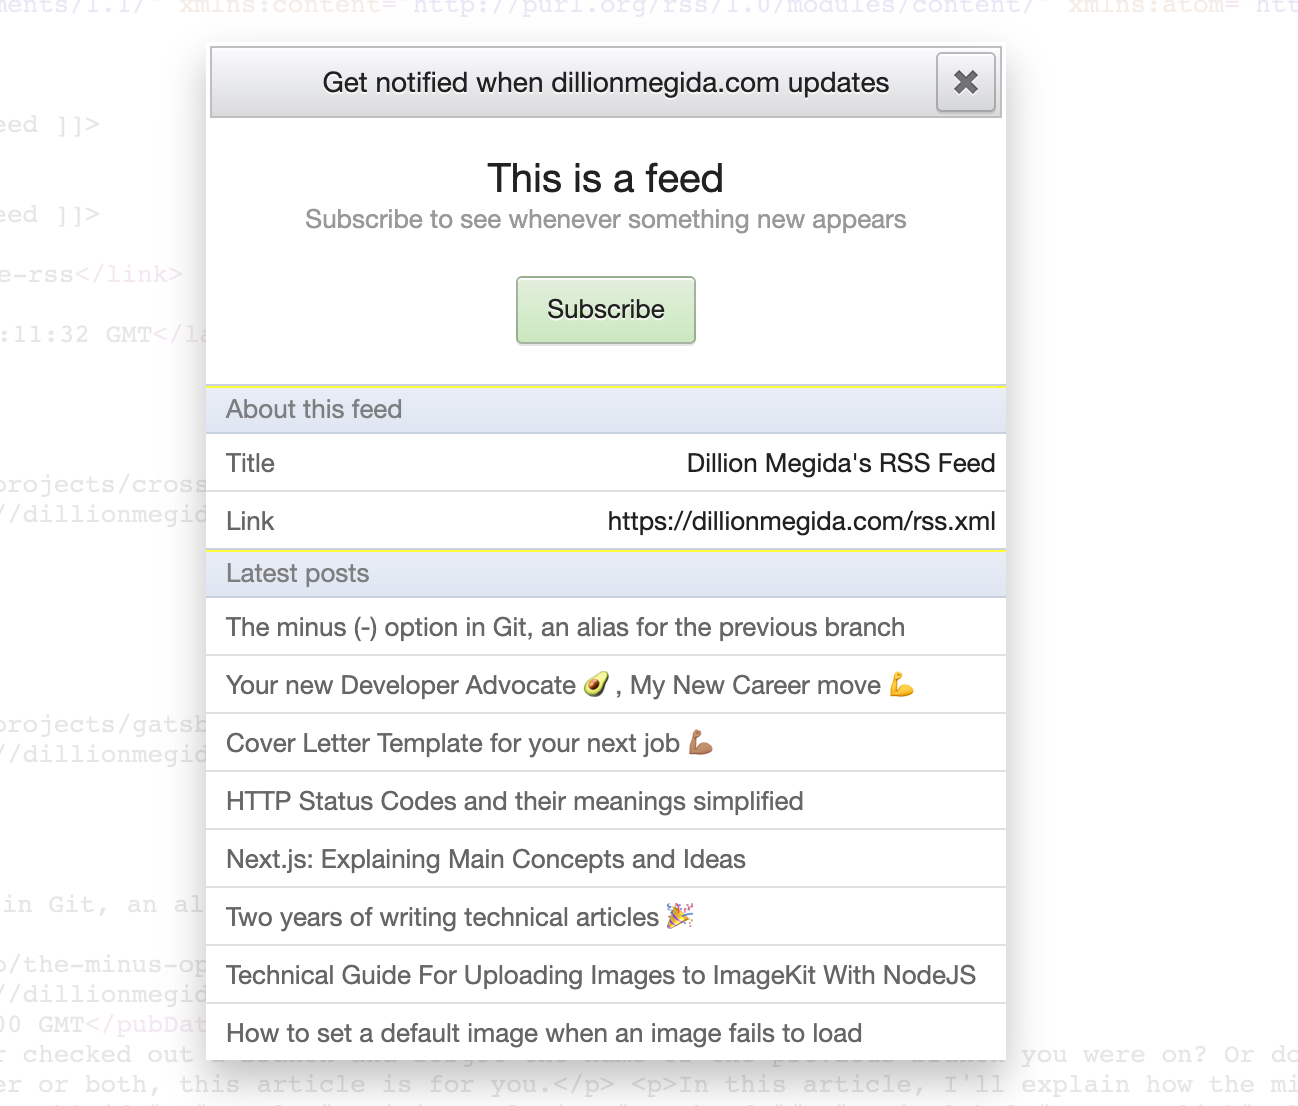 ments/1.1/" xmlns:content="http://purl.org/rss/1.0/modules/content/" xmlns:atom="htt
Get notified when dillionmegida.com updates
eed ]]>
This is a feed
Subscribe to see whenever something new appears
eed ]]>
e-rss</link>
Subscribe
:11:32 GMT</la
About this feed
Title Dillion Megida's RSS Feed
projects/cross
Link https://dillionmegida.com/rss.xml
//dillionmegid
Latest posts
The minus (-) option in Git, an alias for the previous branch
Your new Developer Advocate 🥑 , My New Career move 💪
projects/gatsb
Cover Letter Template for your next job 💪🏽
//dillionmegid
HTTP Status Codes and their meanings simplified
Next.js: Explaining Main Concepts and Ideas
in Git, an al
Two years of writing technical articles 🎉
o/the-minus-op
Technical Guide For Uploading Images to ImageKit With NodeJS
//dillionmegid
00 GMT</pubDat
How to set a default image when an image fails to load
r checked out you were on? Or do
er or both, this article is for you.</p> <p>In this article, I'll explain how the mi